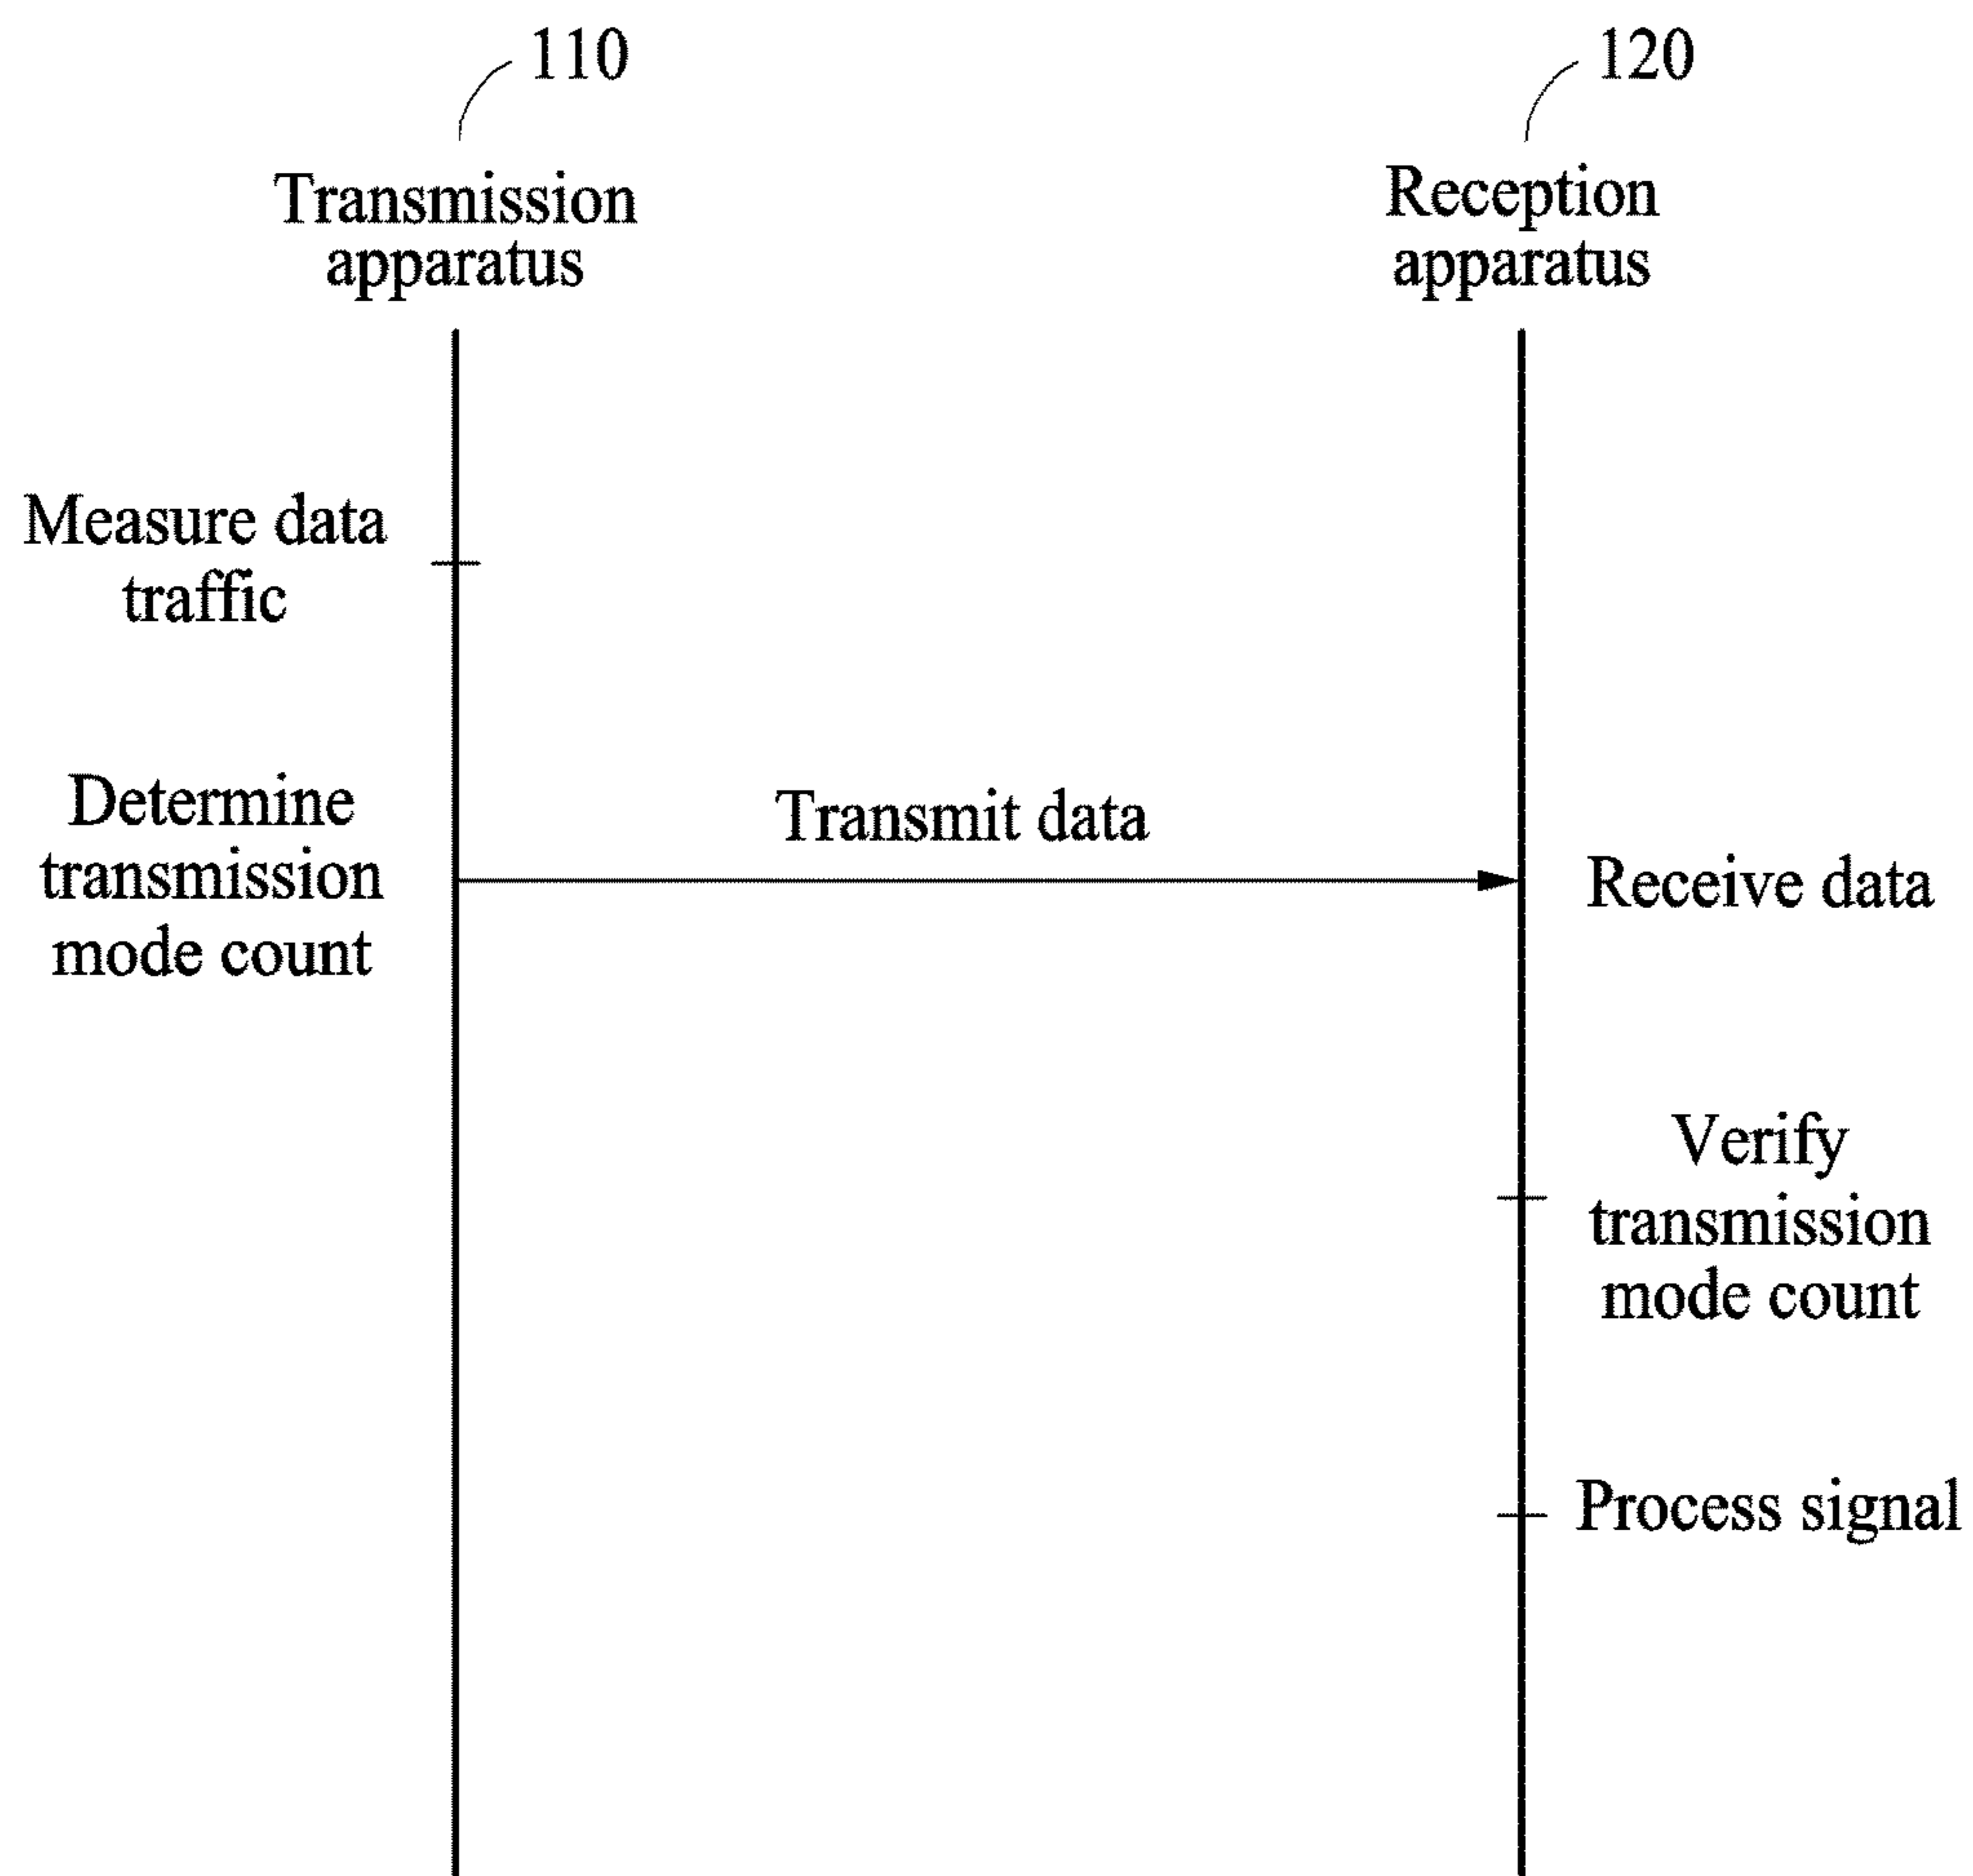 110
120
Transmission
apparatus
Reception
apparatus
Measure data
traffic
Determine
transmission
mode count
Transmit data
Receive data
Verify
transmission
mode count
Process signal